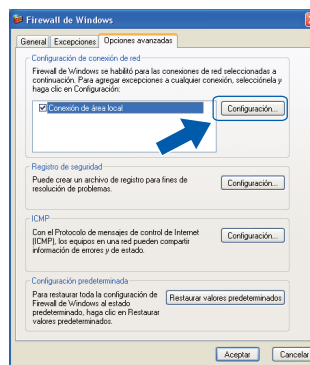 Firewall de Windows
General Excepciones Opciones avanzadas
Configuración de conexión de red
Firewall de Windows se habilitó para las conexiones de red seleccionadas a
continuación. Para agregar excepciones a cualquier conexión, selecciónela y
haga clic en Configuración:
Conexión de área local
Configuración...
Registro de seguridad
Puede crear un archivo de registro para fines de
resolución de problemas.
Configuración...
ICMP
Con el Protocolo de mensajes de control de Internet
(ICMP), los equipos en una red pueden compartir
información de errores y de estado.
Configuración...
Configuración predeterminada
Para restaurar toda la configuración de
Firewall de Windows al estado
predeterminado, haga clic en Restaurar
valores predeterminados.
Restaurar valores predeterminados
Aceptar Cancelar